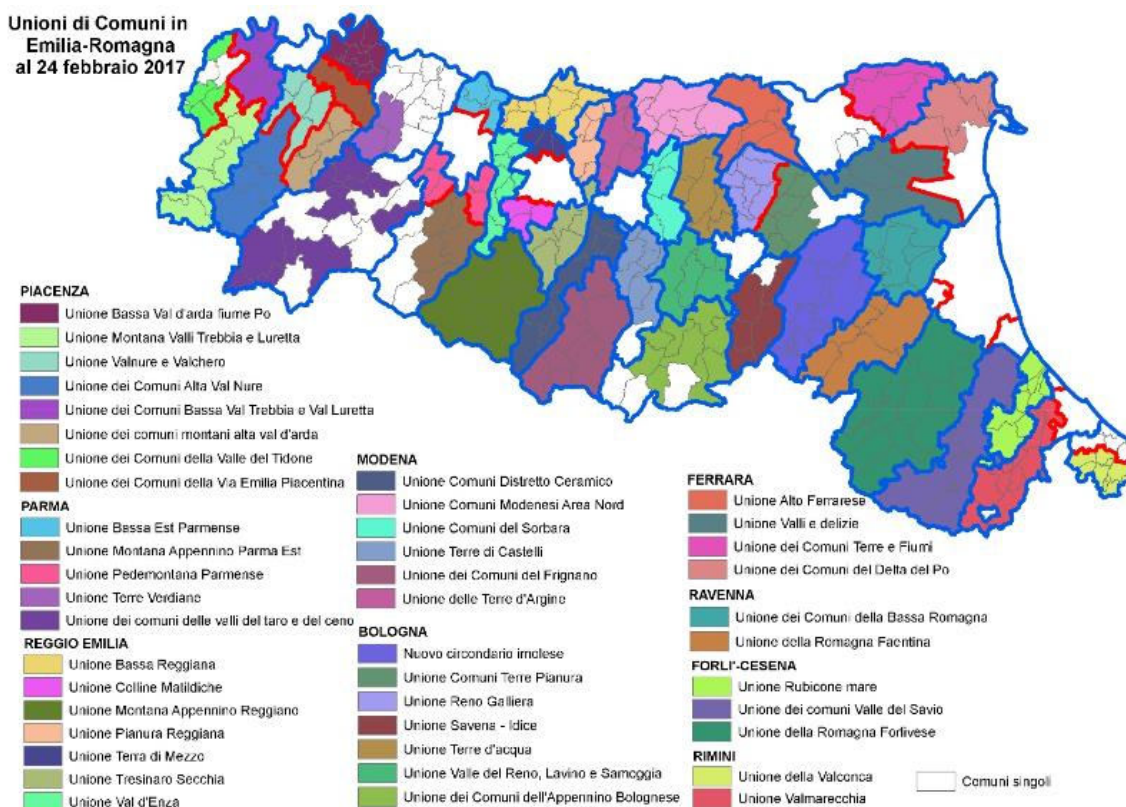 Unioni di Comuni in
Emilia-Romagna
al 24 febbraio 2017
PIACENZA
Unione Bassa Val d'arda fiume Po
Unione Montana Valli Trebbia e Luretta
Unione Valnure e Valchero
Unione dei Comuni Alta Val Nure
Unione dei Comuni Bassa Val Trebbia e Val Luretta
Unione dei comuni montani alta val d'arda
Unione dei Comuni della Valle del Tidone
Unione dei Comuni della Via Emilia Piacentina
PARMA
Unione Bassa Est Parmense
Unione Montana Appennino Parma Est
Unione Pedemontana Parmense
Unione Terre Verdiane
Unione dei comuni delle valli del taro e del ceno
REGGIO EMILIA
Unione Bassa Reggiana
Unione Colline Matildiche
Unione Montana Appennino Reggiano
Unione Pianura Reggiana
Unione Terra di Mezzo
Unione Tresinaro Secchia
Unione Val d'Enza
MODENA
Unione Comuni Distretto Ceramico
Unione Comuni Modenesi Area Nord
Unione Comuni del Sorbara
Unione Terre di Castelli
Unione dei Comuni del Frignano
Unione delle Terre d'Argine
BOLOGNA
Nuovo circondario imolese
Unione Comuni Terre Pianura
Unione Reno Galliera
Unione Savena - Idice
Unione Terre d'acqua
Unione Valle del Reno, Lavino e Samoggia
Unione dei Comuni dell'Appennino Bolognese
FERRARA
Unione Alto Ferrarese
Unione Valli e delizie
Unione dei Comuni Terre e Fiumi
Unione dei Comuni del Delta del Po
RAVENNA
Unione dei Comuni della Bassa Romagna
Unione della Romagna Faentina
FORLI'-CESENA
Unione Rubicone mare
Unione dei comuni Valle del Savio
Unione della Romagna Forlivese
RIMINI
Unione della Valconca
Unione Valmarecchia
Comuni singoli